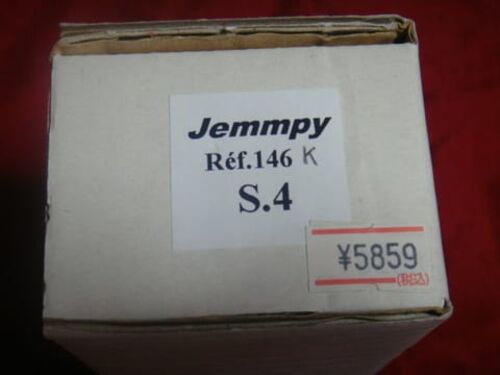 Jemmpy
Réf.146 K
S.4
¥5859
(税込)